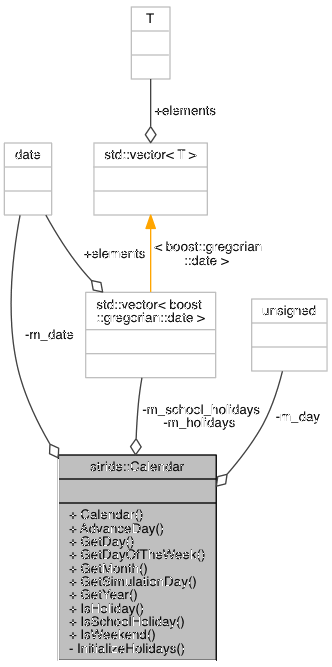 T
+elements
date
std::vector< T >
< boost::gregorian
::date >
+elements
std::vector< boost
::gregorian::date >
unsigned
-m_date
-m_school_holidays
-m_holidays
-m_day
stride::Calendar
+ Calendar()
+ AdvanceDay()
+ GetDay()
+ GetDayOfTheWeek()
+ GetMonth()
+ GetSimulationDay()
+ GetYear()
+ IsHoliday()
+ IsSchoolHoliday()
+ IsWeekend()
- InitializeHolidays()